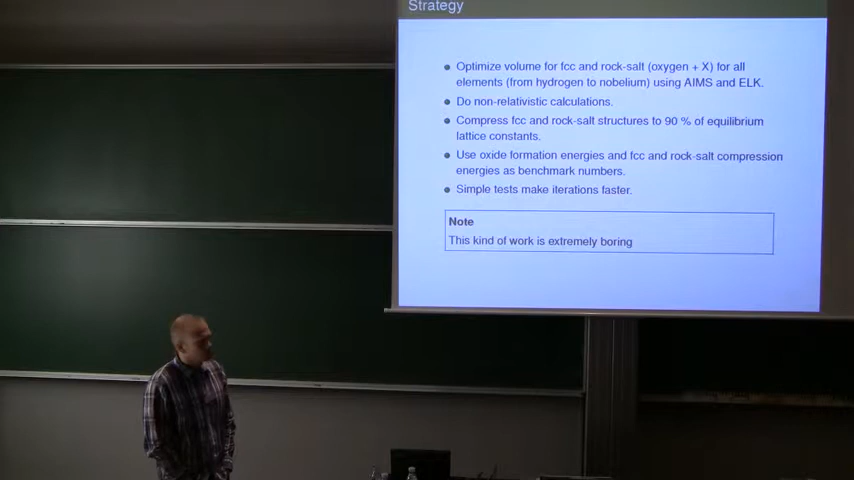 Strategy
Optimize volume for fcc and rock-salt (oxygen + X) for all
elements (from hydrogen to nobelium) using AIMS and ELK.
Do non-relativistic calculations.
Compress fcc and rock-salt structures to 90 % of equilibrium
lattice constants.
Use oxide formation energies and fcc and rock-salt compression
energies as benchmark numbers.
Simple tests make iterations faster.
Note
This kind of work is extremely boring